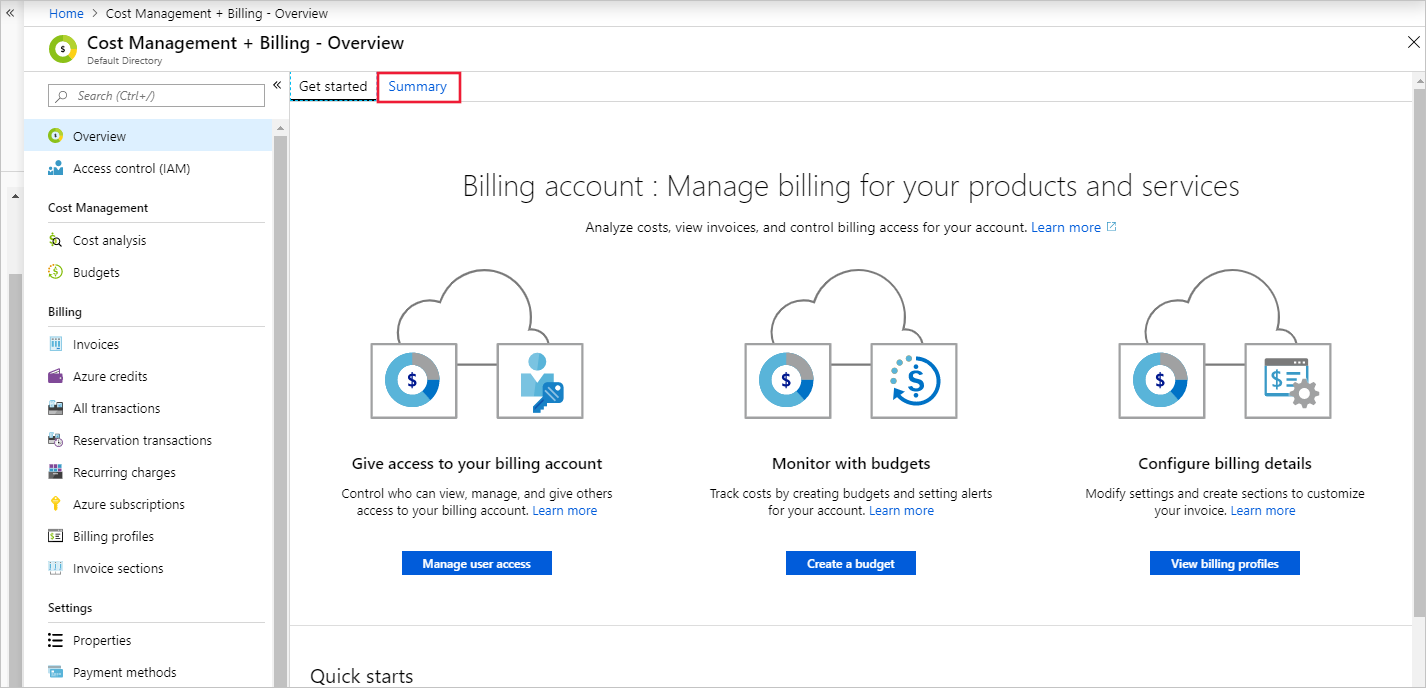 Home > Cost Management + Billing - Overview
Cost Management + Billing - Overview
Default Directory
Search (Ctrl+/)
Overview
Access control (IAM)
Cost Management
Cost analysis
Budgets
Billing
Invoices
Azure credits
All transactions
Reservation transactions
Recurring charges
Azure subscriptions
Billing profiles
Invoice sections
Settings
Properties
Payment methods
Get started
Summary
Billing account : Manage billing for your products and services
Analyze costs, view invoices, and control billing access for your account. Learn more
$
$
Give access to your billing account
Control who can view, manage, and give others
access to your billing account. Learn more
Manage user access
$
$
Monitor with budgets
Track costs by creating budgets and setting alerts
for your account. Learn more
Create a budget
$
$
Configure billing details
Modify settings and create sections to customize
your invoice. Learn more
View billing profiles
Quick starts